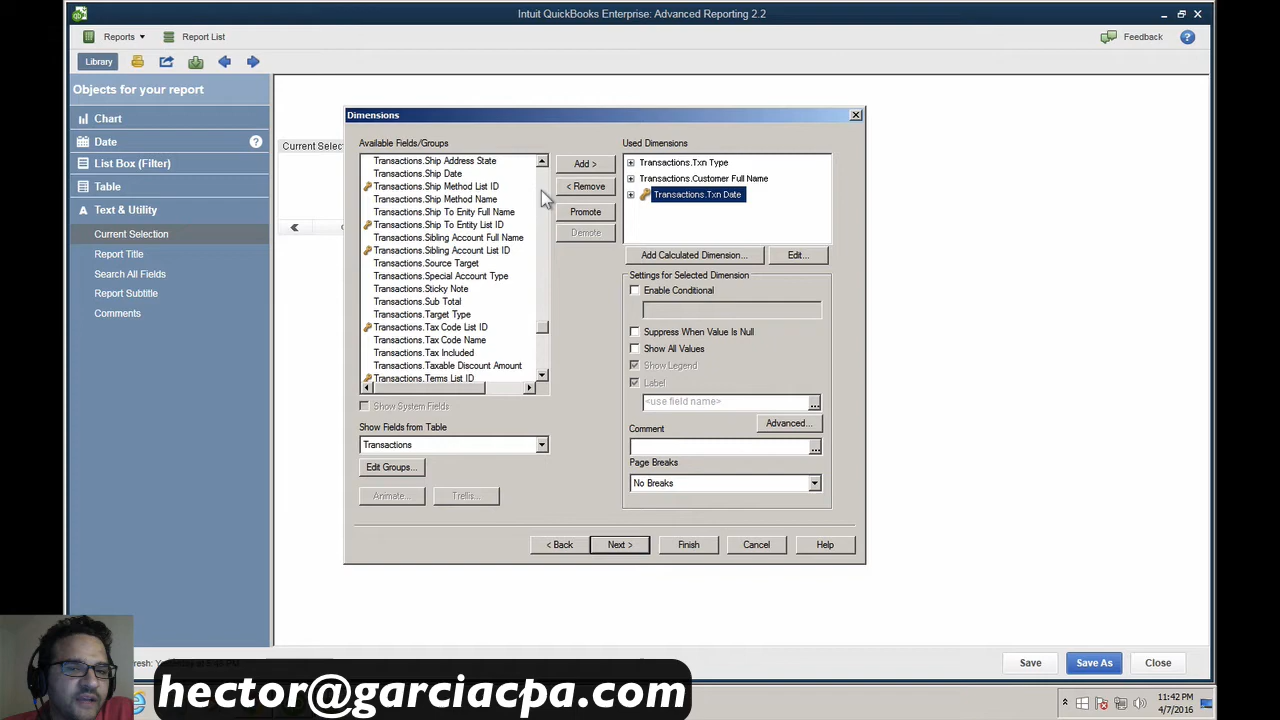 Intuit QuickBooks Enterprise: Advanced Reporting 2.2
Reports
Report List
Feedback
?
Library
Objects for your report
Chart
Date
?
List Box (Filter)
Table
Text & Utility
Current Selection
Report Title
Search All Fields
Report Subtitle
Comments
Current Select
Dimensions
Available Fields/Groups
Transactions.Ship Address State
Transactions.Ship Date
Transactions.Ship Method List ID
Transactions.Ship Method Name
Transactions.Ship To Enity Full Name
Transactions.Ship To Enity List ID
Transactions.Sibling Account Full Name
Transactions.Sibling Account List ID
Transactions.Source Target
Transactions.Special Account Type
Transactions.Sticky Note
Transactions.Sub Total
Transactions.Target Type
Transactions.Tax Code List ID
Transactions.Tax Code Name
Transactions.Tax Included
Transactions.Taxable Discount Amount
Transactions.Terms List ID
Show System Fields
Show Fields from Table
Transactions
Edit Groups...
Animate...
Trellis...
Add >
< Remove
Promote
Demote
Used Dimensions
Transactions.Txn Type
Transactions.Customer Full Name
Transactions.Txn Date
Add Calculated Dimension...
Edit...
Settings for Selected Dimension
Enable Conditional
Suppress When Value Is Null
Show All Values
Show Legend
Label
<use field name>
...
Advanced...
Comment
...
Page Breaks
No Breaks
< Back
Next >
Finish
Cancel
Help
Save
Save As
Close
hector@garciacpa.com
11:42 PM
4/7/2016